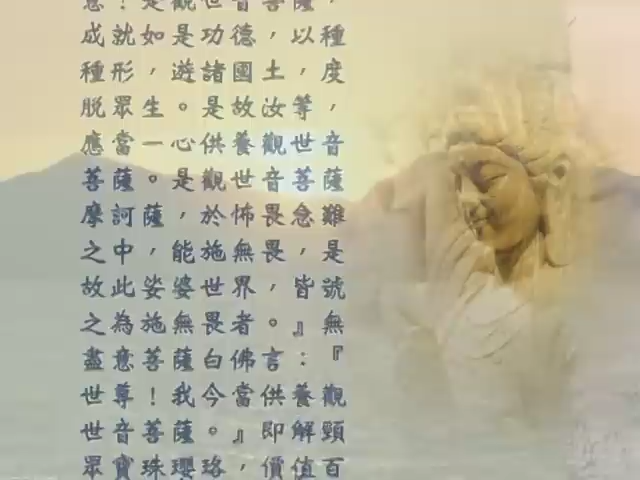 意！是觀世音菩薩，
成就如是功德，以種
種形，遊諸國土，度
脫眾生。是故汝等，
應當一心供養觀世音
菩薩。是觀世音菩薩
摩訶薩，於怖畏急難
之中，能施無畏，是
故此娑婆世界，皆號
之為施無畏者。』無
盡意菩薩白佛言：『
世尊！我今當供養觀
世音菩薩。』即解頸
眾寶珠瓔珞，價值百